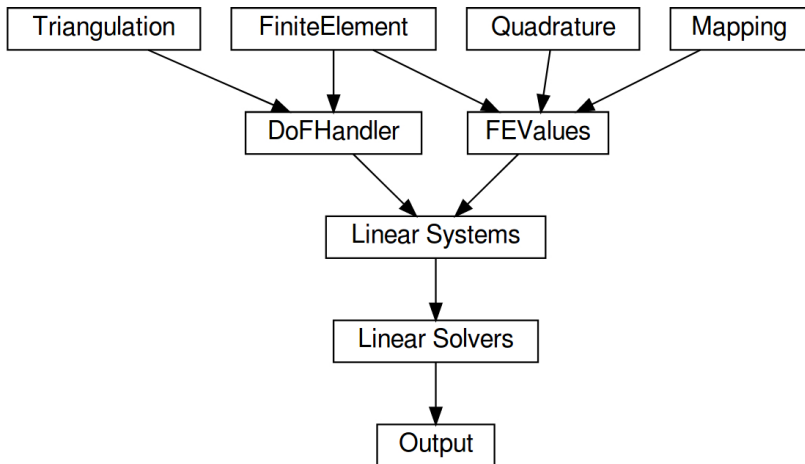 Triangulation
FiniteElement
Quadrature
Mapping
DoFHandler
FEValues
Linear Systems
Linear Solvers
Output